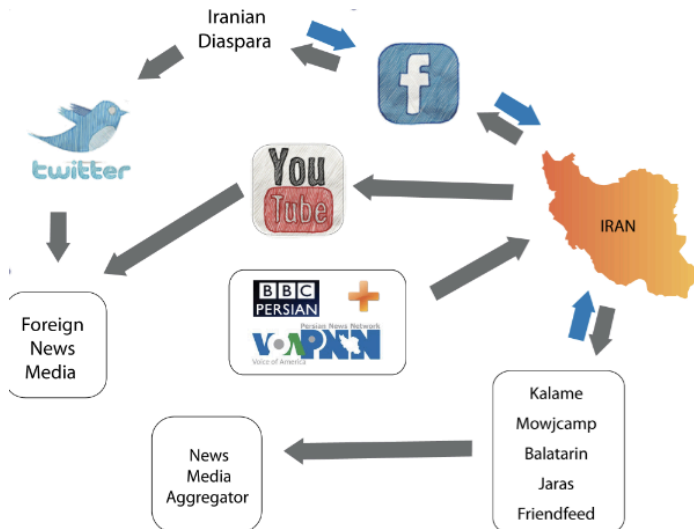 Iranian
Diaspara
f
twitter
You
Tube
IRAN
BBC
PERSIAN
Persian News Network
VOAPNN
Voice of America
Foreign
News
Media
Kalame
Mowjcamp
Balatarin
Jaras
Friendfeed
News
Media
Aggregator